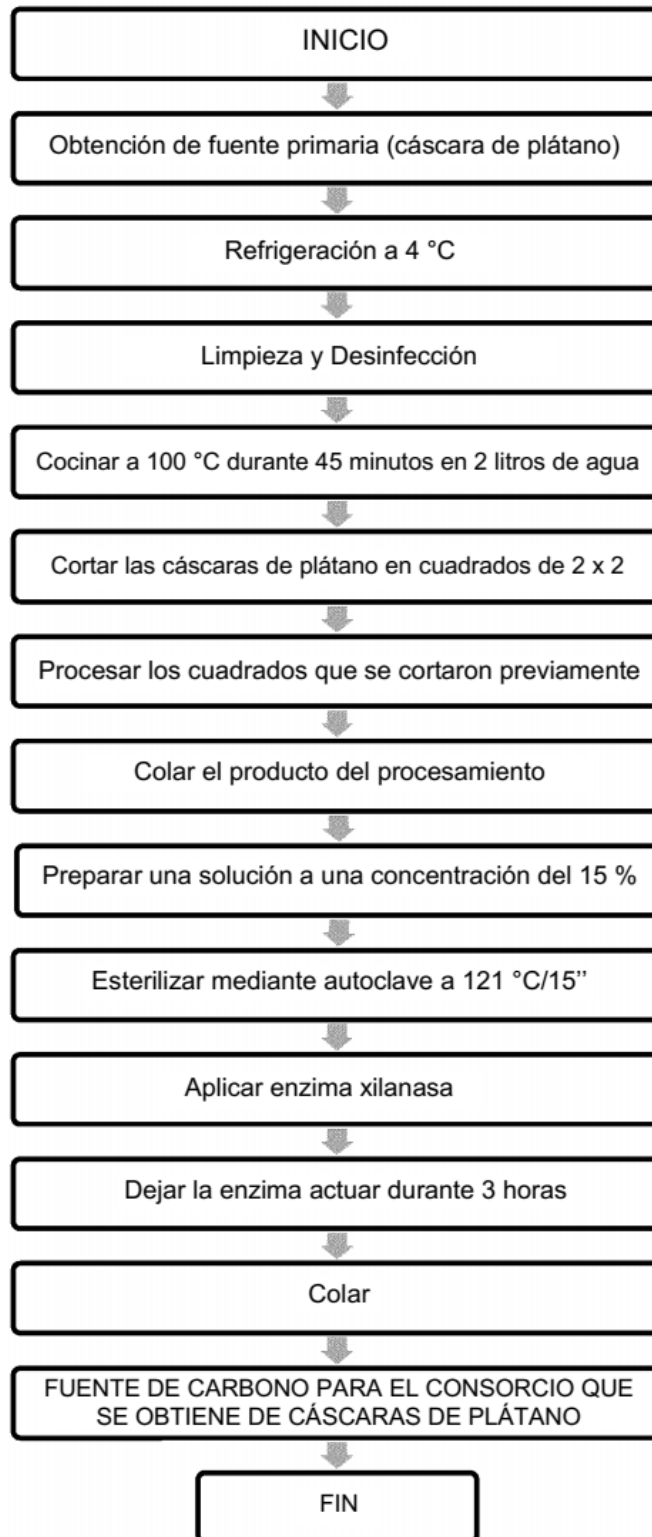 INICIO
Obtención de fuente primaria (cáscara de plátano)
Refrigeración a 4 °C
Limpieza y Desinfección
Cocinar a 100 °C durante 45 minutos en 2 litros de agua
Cortar las cáscaras de plátano en cuadrados de 2 x 2
Procesar los cuadrados que se cortaron previamente
Colar el producto del procesamiento
Preparar una solución a una concentración del 15 %
Esterilizar mediante autoclave a 121 °C/15’’
Aplicar enzima xilanasa
Dejar la enzima actuar durante 3 horas
Colar
FUENTE DE CARBONO PARA EL CONSORCIO QUE
SE OBTIENE DE CÁSCARAS DE PLÁTANO
FIN